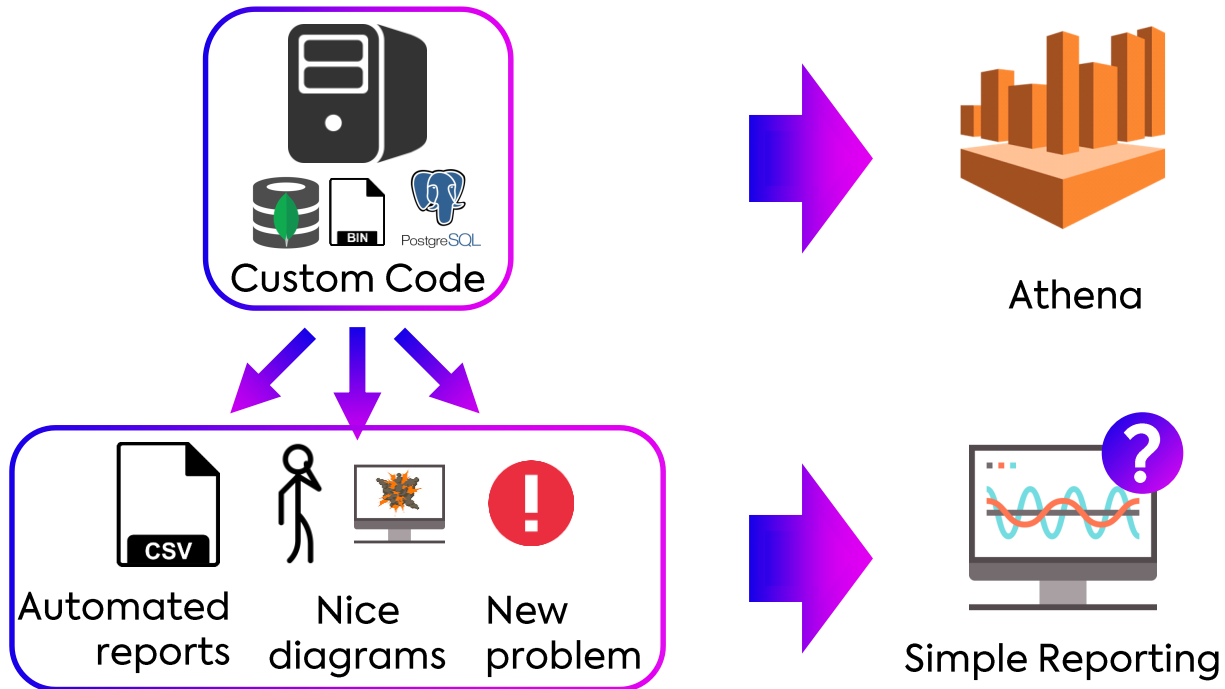 BIN
PostgreSQL
Custom Code
Athena
CSV
?
!
Automated
reports
Nice
diagrams
New
problem
Simple Reporting